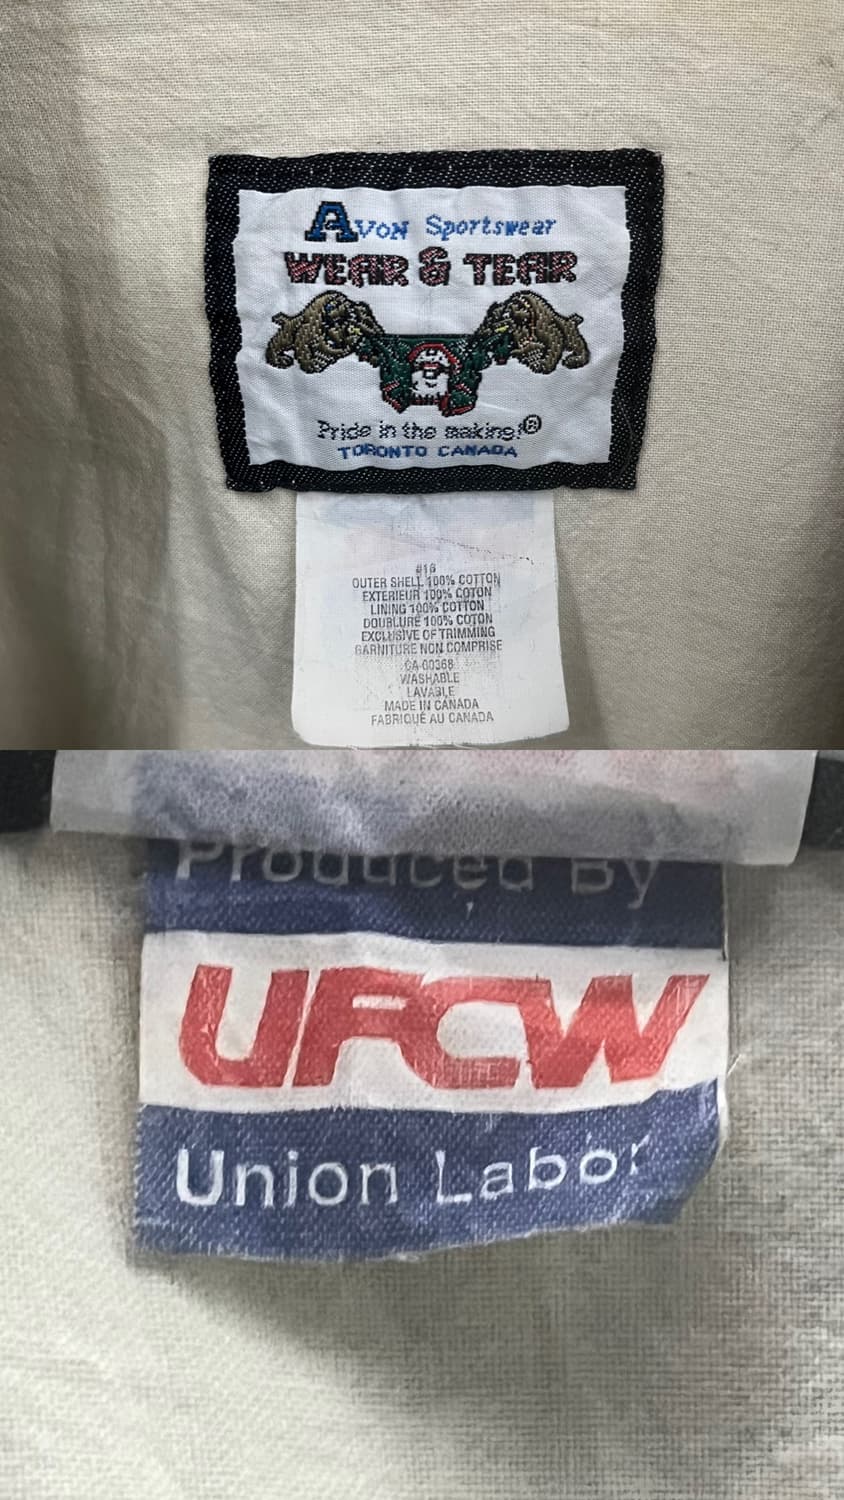 AVON Sportswear
WEAR & TEAR
Pride in the making!®
TORONTO CANADA
#16
OUTER SHELL 100% COTTON
EXTERIEUR 100% COTON
LINING 100% COTTON
DOUBLURE 100% COTON
EXCLUSIVE OF TRIMMING
GARNITURE NON COMPRISE
CA 00368
WASHABLE
LAVABLE
MADE IN CANADA
FABRIQUÉ AU CANADA
Produced By
UFCW
Union Labor